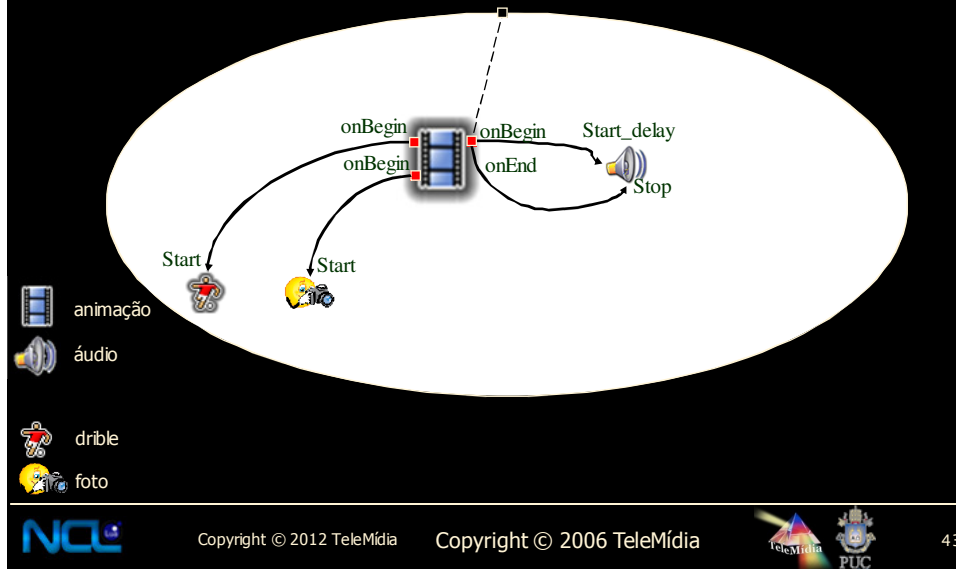 onBegin
onBegin
Start_delay
onBegin
onEnd
Stop
Start
Start
animação
áudio
drible
foto
NCL
Copyright © 2012 TeleMídia
Copyright © 2006 TeleMídia
TeleMídia
PUC
43